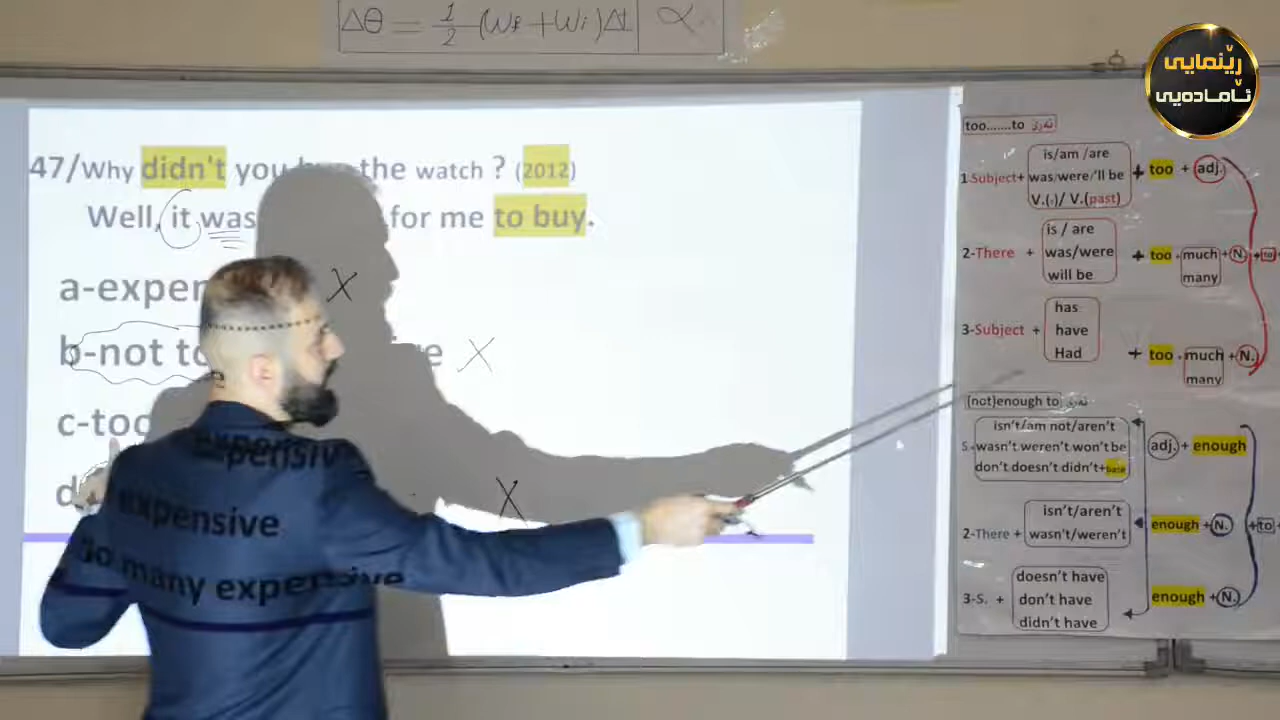 Δθ = 1/2 (Wf + Wi) Δt α
ڕێنمایی
ئامادەیی
47/Why didn't you the watch ? (2012)
Well, it was for me to buy.
a-expen X
b-not to e X
c-too
d X
expensive
expensive
so many expensive
too......to
is/am /are
1-Subject+ was/were/'ll be + too + adj.
V.(٠)/ V.(past)
is / are
2-There + was/were + too + much + N. + to
will be many
has
3-Subject + have + too + much + N.
Had many
(not)enough to
isn't/am not/aren't
S.+ wasn't.weren't won't be adj. + enough
don't doesn't didn't+base
isn't/aren't
2-There + enough + N. + to
wasn't/weren't
doesn't have
3-S. + don't have enough + N.
didn't have